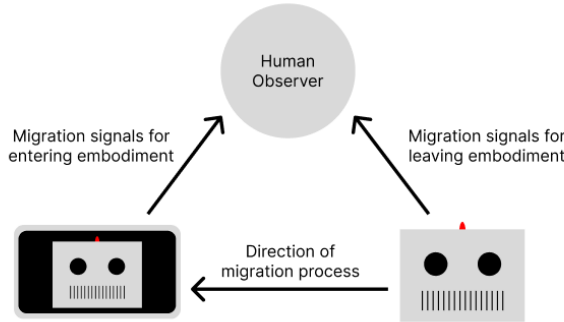 Human
Observer
Migration signals for
entering embodiment
Migration signals for
leaving embodiment
Direction of
migration process